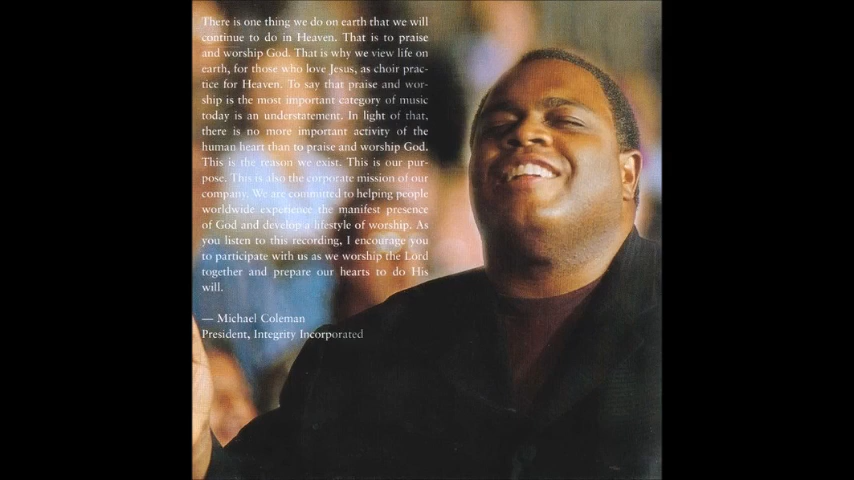 There is one thing we do on earth that we will
continue to do in Heaven. That is to praise
and worship God. That is why we view life on
earth, for those who love Jesus, as choir prac-
tice for Heaven. To say that praise and wor-
ship is the most important category of music
today is an understatement. In light of that,
there is no more important activity of the
human heart than to praise and worship God.
This is the reason we exist. This is our pur-
pose. This is also the corporate mission of our
company. We are committed to helping people
worldwide experience the manifest presence
of God and develop a lifestyle of worship. As
you listen to this recording, I encourage you
to participate with us as we worship the Lord
together and prepare our hearts to do His
will.
— Michael Coleman
President, Integrity Incorporated